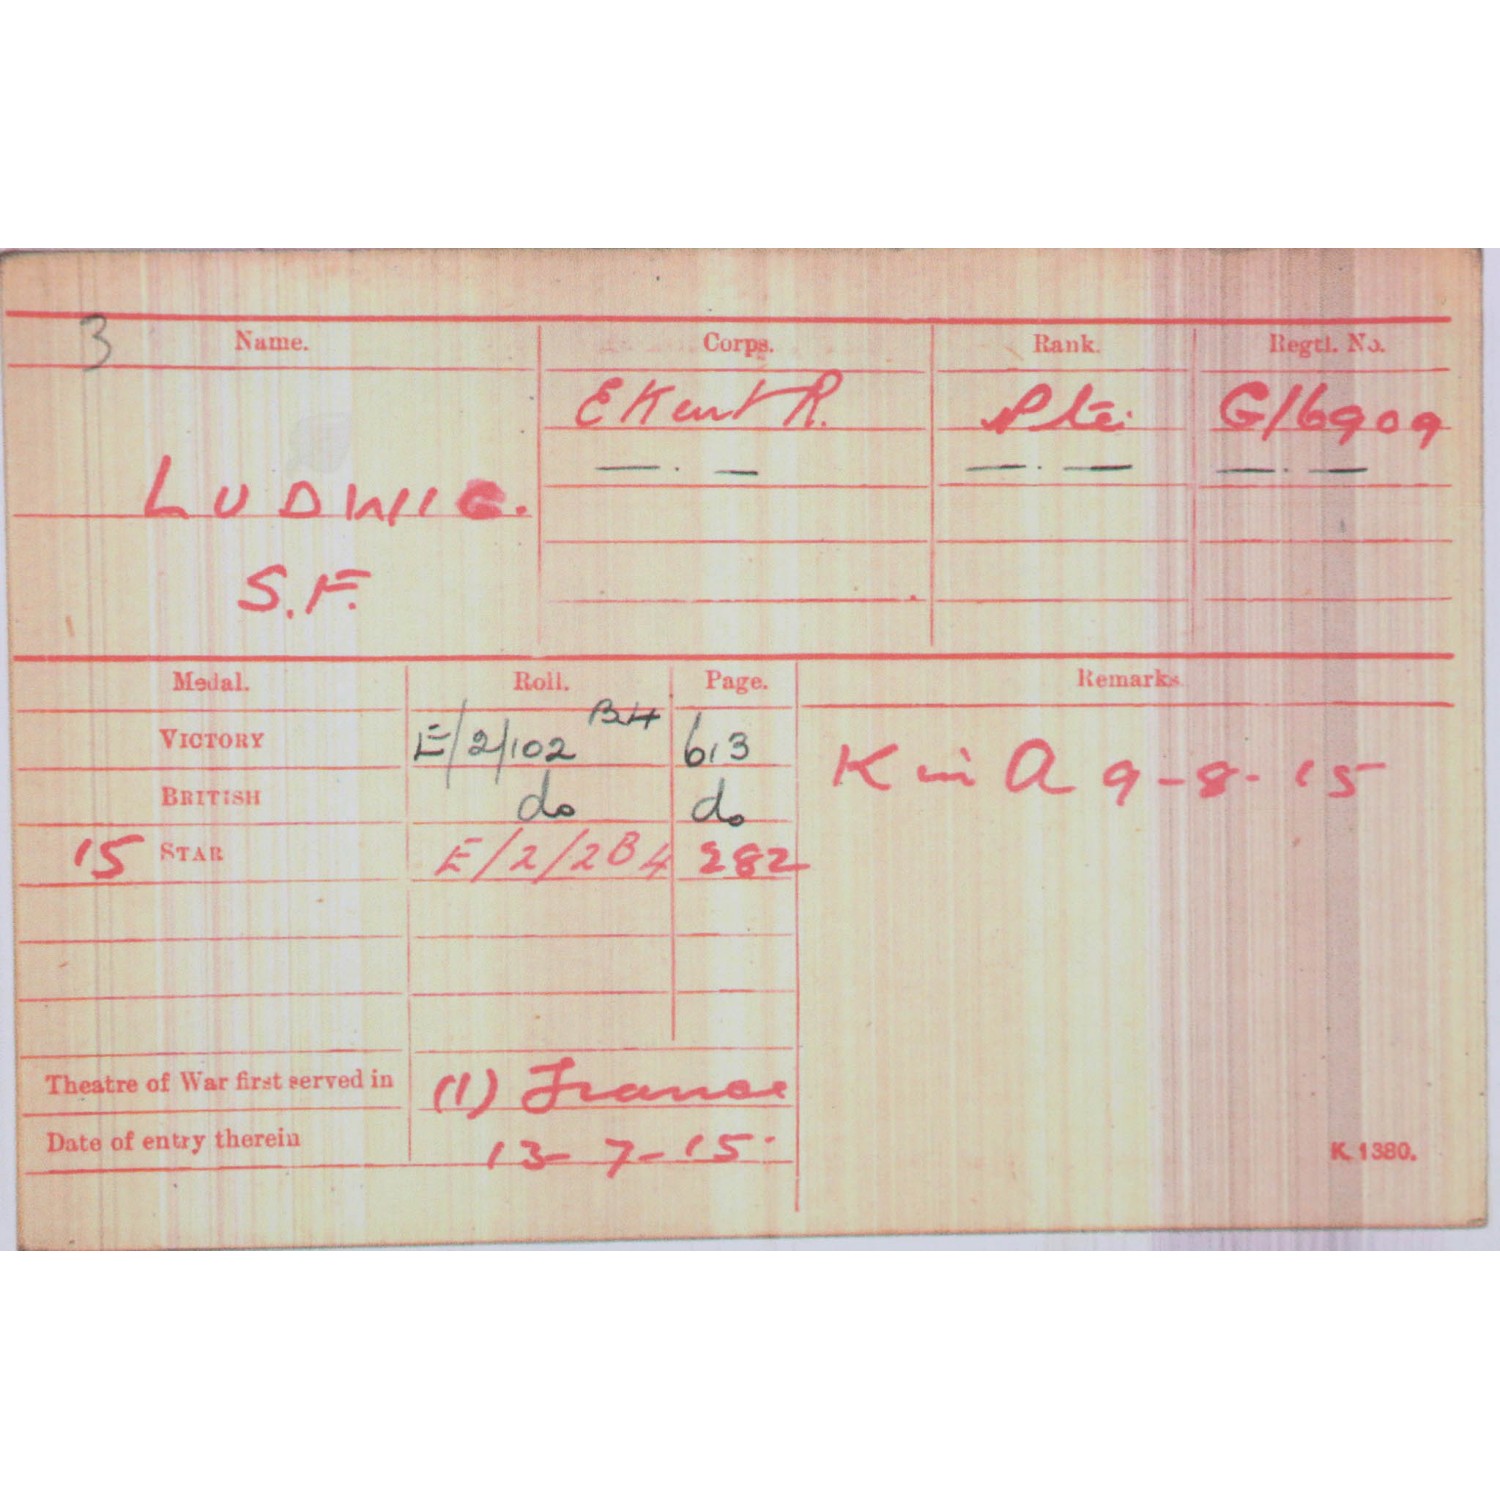 3
Name. Corps. Rank. Regtl. No.
E Kent R. Pte. G/6909
— . — — . — — . —
LUDWIG.
S.F.
Medal. Roll. Page. Remarks.
VICTORY E/2/102 B4 613
K in A 9-8-15
BRITISH do do
15 STAR E/2/2B4 282
Theatre of War first served in (1) France
Date of entry therein 13-7-15.
K. 1380.